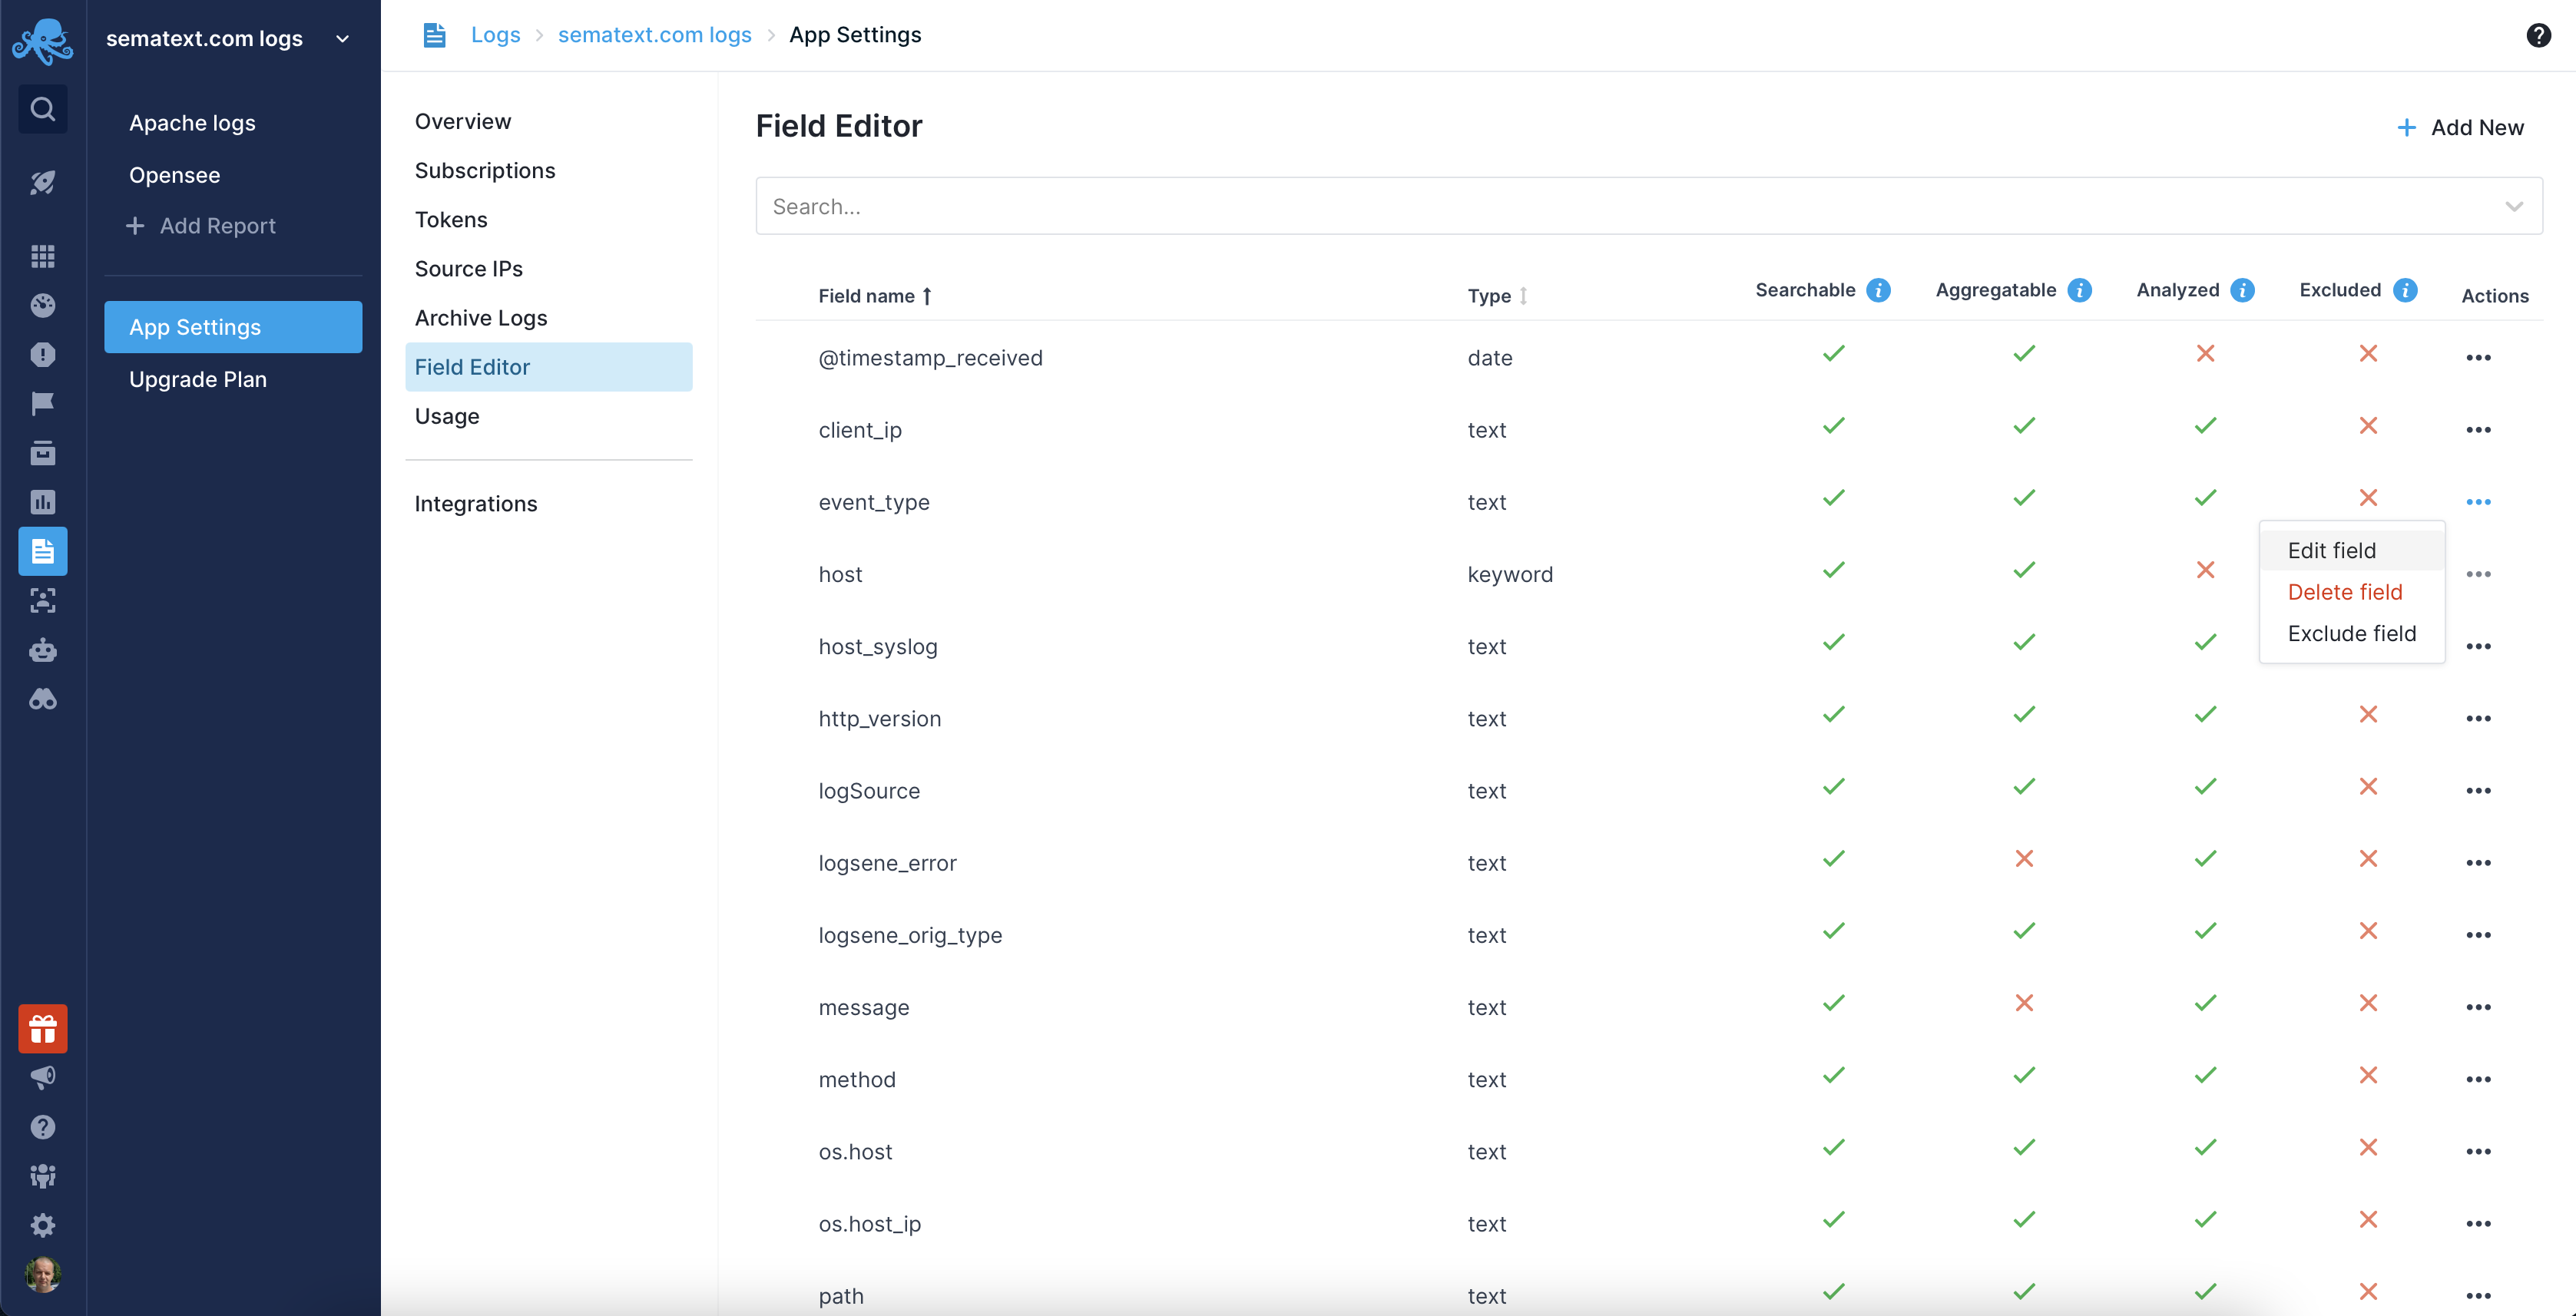 sematext.com logs
Apache logs
Opensee
Add Report
App Settings
Upgrade Plan
Logs > sematext.com logs > App Settings
Overview
Subscriptions
Tokens
Source IPs
Archive Logs
Field Editor
Usage
Integrations
Field Editor
+ Add New
Search...
Field name Type Searchable Aggregatable Analyzed Excluded Actions
@timestamp_received date
client_ip text
event_type text
host keyword
host_syslog text
http_version text
logSource text
logsene_error text
logsene_orig_type text
message text
method text
os.host text
os.host_ip text
path text
Edit field
Delete field
Exclude field